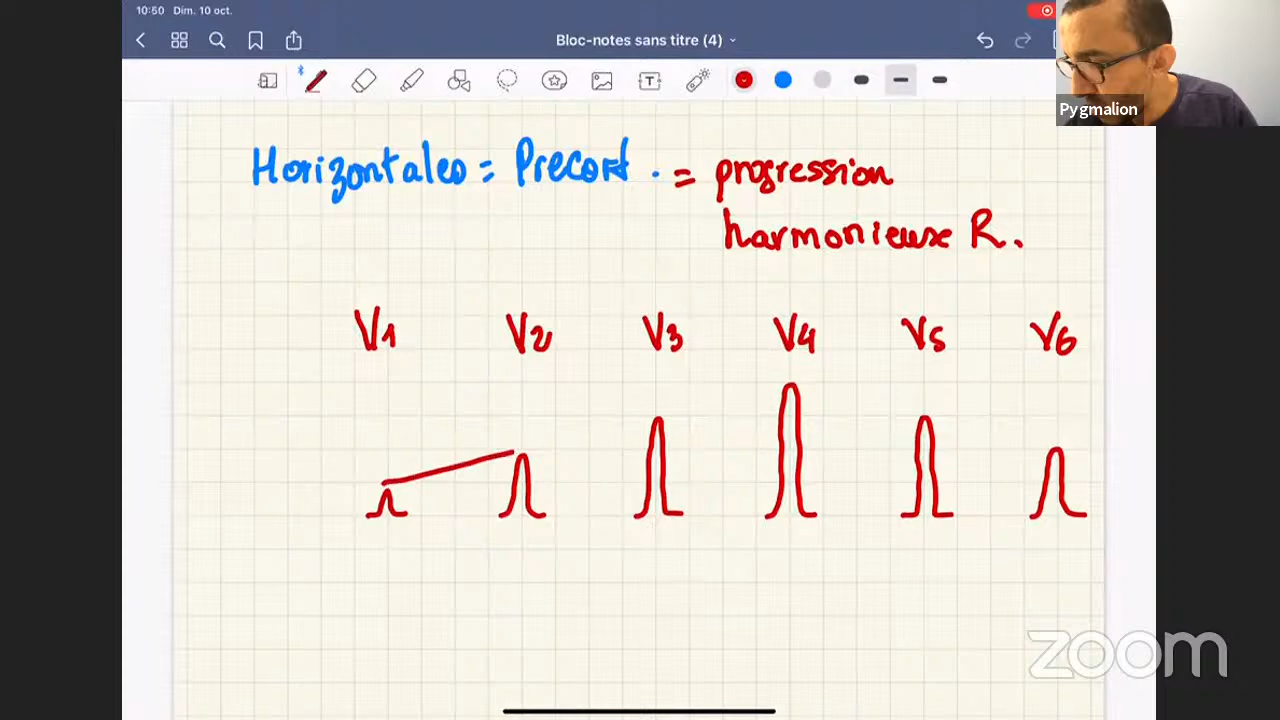 10:50 Dim. 10 oct.
Bloc-notes sans titre (4)
Pygmalion
Horizontales = Precord . = progression
harmonieuse R.
V1 V2 V3 V4 V5 V6
zoom